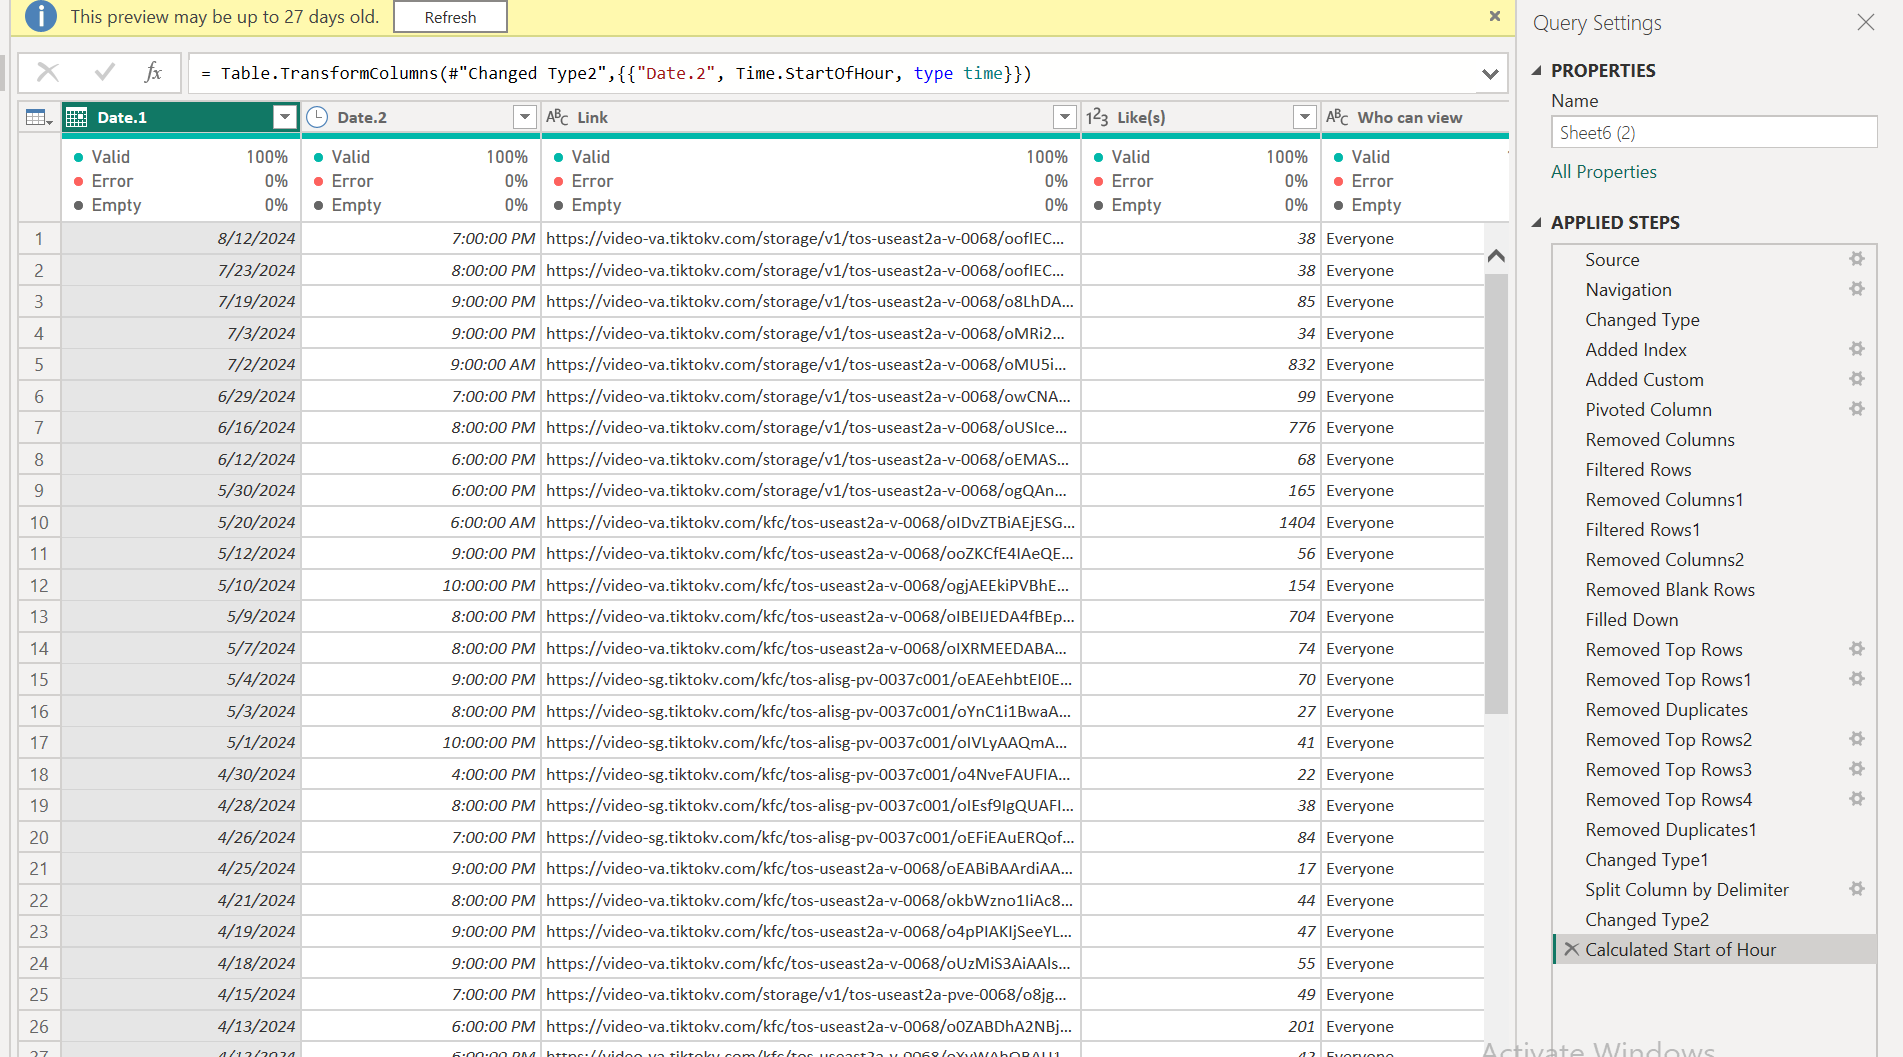 This preview may be up to 27 days old. Refresh
fx = Table.TransformColumns(#"Changed Type2",{{"Date.2", Time.StartOfHour, type time}})
Date.1 Date.2 ABC Link 123 Like(s) ABC Who can view
Valid 100% Valid 100% Valid 100% Valid 100% Valid
Error 0% Error 0% Error 0% Error 0% Error
Empty 0% Empty 0% Empty 0% Empty 0% Empty
1 8/12/2024 7:00:00 PM https://video-va.tiktokv.com/storage/v1/tos-useast2a-v-0068/oofIEC... 38 Everyone
2 7/23/2024 8:00:00 PM https://video-va.tiktokv.com/storage/v1/tos-useast2a-v-0068/oofIEC... 38 Everyone
3 7/19/2024 9:00:00 PM https://video-va.tiktokv.com/storage/v1/tos-useast2a-v-0068/o8LhDA... 85 Everyone
4 7/3/2024 9:00:00 PM https://video-va.tiktokv.com/storage/v1/tos-useast2a-v-0068/oMRi2... 34 Everyone
5 7/2/2024 9:00:00 AM https://video-va.tiktokv.com/storage/v1/tos-useast2a-v-0068/oMU5i... 832 Everyone
6 6/29/2024 7:00:00 PM https://video-va.tiktokv.com/storage/v1/tos-useast2a-v-0068/owCNA... 99 Everyone
7 6/16/2024 8:00:00 PM https://video-va.tiktokv.com/storage/v1/tos-useast2a-v-0068/oUSIce... 776 Everyone
8 6/12/2024 6:00:00 PM https://video-va.tiktokv.com/storage/v1/tos-useast2a-v-0068/oEMAS... 68 Everyone
9 5/30/2024 6:00:00 PM https://video-va.tiktokv.com/storage/v1/tos-useast2a-v-0068/ogQAn... 165 Everyone
10 5/20/2024 6:00:00 AM https://video-va.tiktokv.com/kfc/tos-useast2a-v-0068/oIDvZTBiAEjESG... 1404 Everyone
11 5/12/2024 9:00:00 PM https://video-va.tiktokv.com/kfc/tos-useast2a-v-0068/ooZKCfE4IAeQE... 56 Everyone
12 5/10/2024 10:00:00 PM https://video-va.tiktokv.com/kfc/tos-useast2a-v-0068/ogjAEEkiPVBhE... 154 Everyone
13 5/9/2024 8:00:00 PM https://video-va.tiktokv.com/kfc/tos-useast2a-v-0068/oIBEIJEDA4fBEp... 704 Everyone
14 5/7/2024 8:00:00 PM https://video-va.tiktokv.com/kfc/tos-useast2a-v-0068/oIXRMEEDABA... 74 Everyone
15 5/4/2024 9:00:00 PM https://video-sg.tiktokv.com/kfc/tos-alisg-pv-0037c001/oEAEehbtEI0E... 70 Everyone
16 5/3/2024 8:00:00 PM https://video-sg.tiktokv.com/kfc/tos-alisg-pv-0037c001/oYnC1i1BwaA... 27 Everyone
17 5/1/2024 10:00:00 PM https://video-sg.tiktokv.com/kfc/tos-alisg-pv-0037c001/oIVLyAAQmA... 41 Everyone
18 4/30/2024 4:00:00 PM https://video-sg.tiktokv.com/kfc/tos-alisg-pv-0037c001/o4NveFAUFIA... 22 Everyone
19 4/28/2024 8:00:00 PM https://video-sg.tiktokv.com/kfc/tos-alisg-pv-0037c001/oIEsf9IgQUAFI... 38 Everyone
20 4/26/2024 7:00:00 PM https://video-sg.tiktokv.com/kfc/tos-alisg-pv-0037c001/oEFiEAuERQof... 84 Everyone
21 4/25/2024 9:00:00 PM https://video-va.tiktokv.com/kfc/tos-useast2a-v-0068/oEABiBAArdiAA... 17 Everyone
22 4/21/2024 8:00:00 PM https://video-va.tiktokv.com/kfc/tos-useast2a-v-0068/okbWzno1IiAc8... 44 Everyone
23 4/19/2024 9:00:00 PM https://video-va.tiktokv.com/kfc/tos-useast2a-v-0068/o4pPIAKIjSeeYL... 47 Everyone
24 4/18/2024 9:00:00 PM https://video-va.tiktokv.com/kfc/tos-useast2a-v-0068/oUzMiS3AiAAls... 55 Everyone
25 4/15/2024 7:00:00 PM https://video-va.tiktokv.com/storage/v1/tos-useast2a-pve-0068/o8jg... 49 Everyone
26 4/13/2024 6:00:00 PM https://video-va.tiktokv.com/kfc/tos-useast2a-v-0068/o0ZABDhA2NBj... 201 Everyone
27 4/12/2024 6:00:00 PM
Query Settings
PROPERTIES
Name
Sheet6 (2)
All Properties
APPLIED STEPS
Source
Navigation
Changed Type
Added Index
Added Custom
Pivoted Column
Removed Columns
Filtered Rows
Removed Columns1
Filtered Rows1
Removed Columns2
Removed Blank Rows
Filled Down
Removed Top Rows
Removed Top Rows1
Removed Duplicates
Removed Top Rows2
Removed Top Rows3
Removed Top Rows4
Removed Duplicates1
Changed Type1
Split Column by Delimiter
Changed Type2
Calculated Start of Hour
Activate Windows